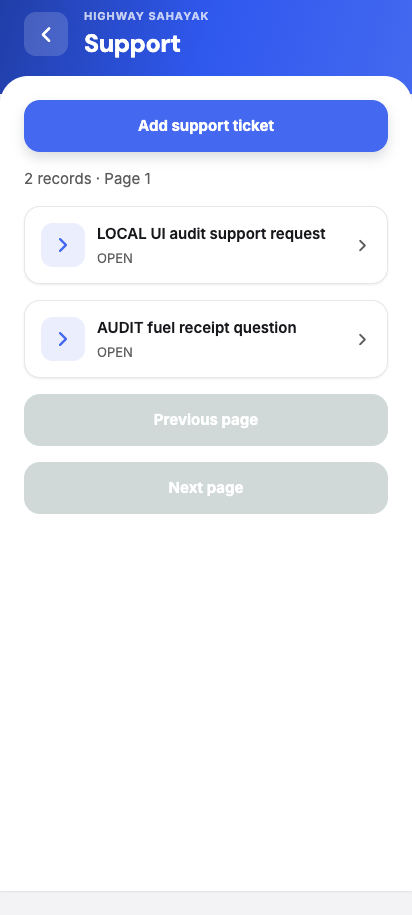 HIGHWAY SAHAYAK
Support
Add support ticket
2 records · Page 1
LOCAL UI audit support request
OPEN
AUDIT fuel receipt question
OPEN
Previous page
Next page